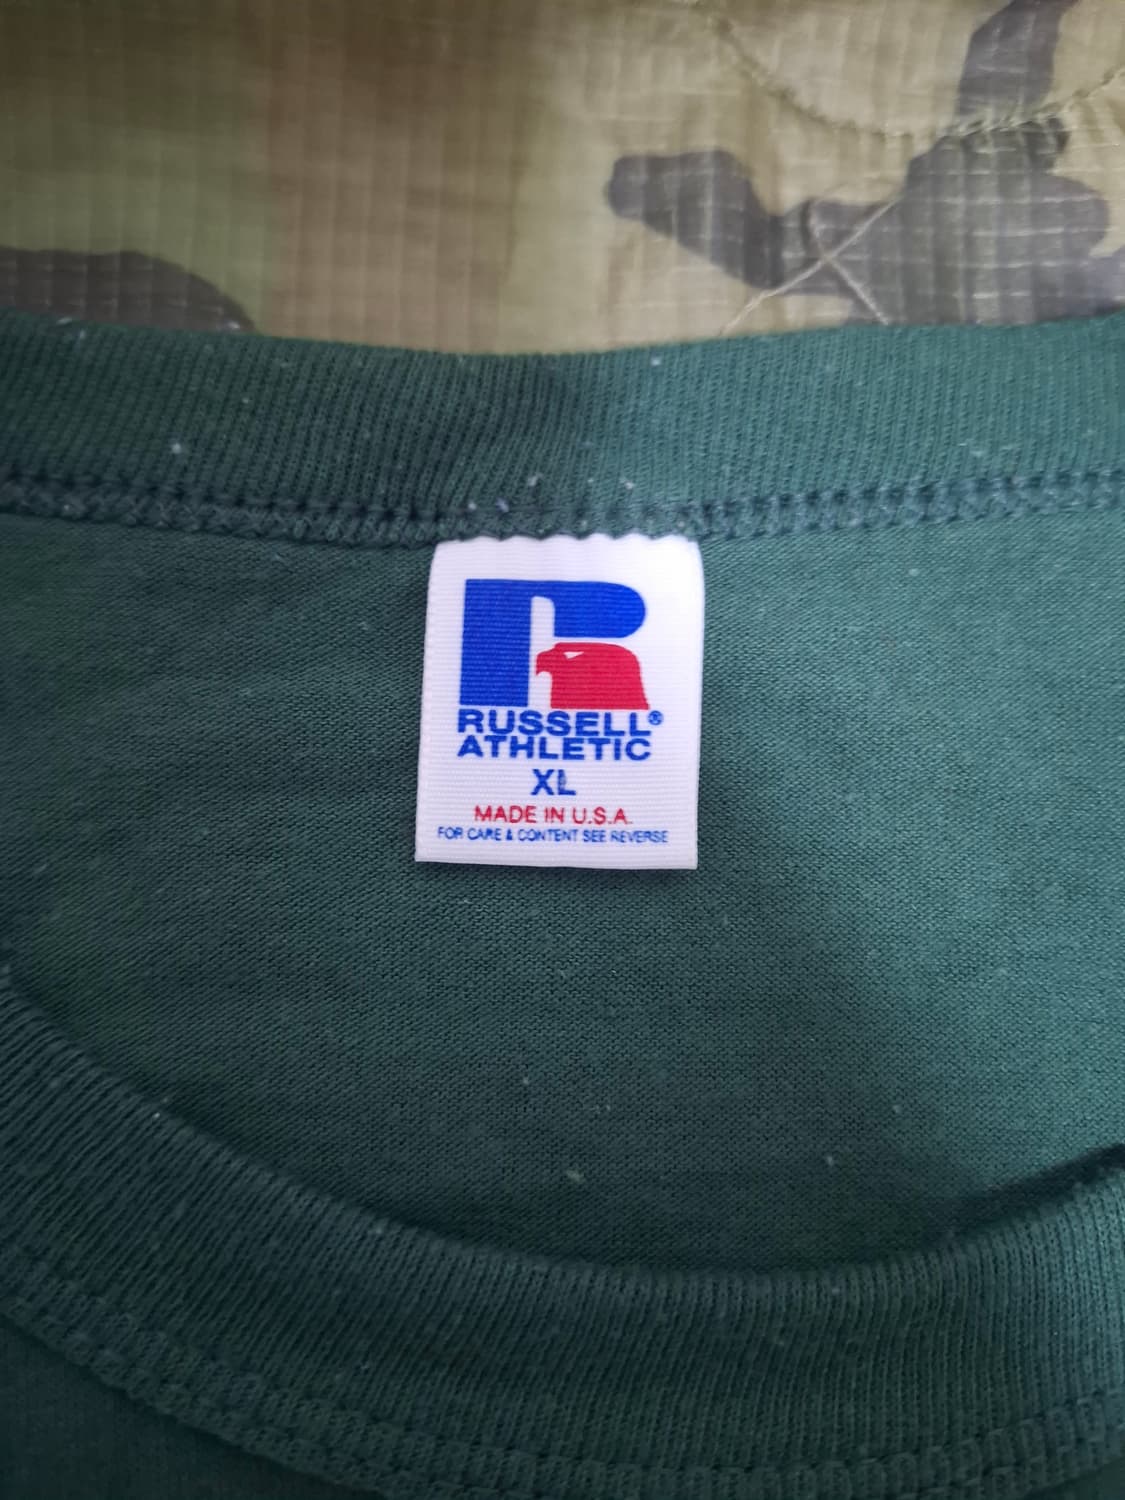 RUSSELL®
ATHLETIC
XL
MADE IN U.S.A.
FOR CARE & CONTENT SEE REVERSE